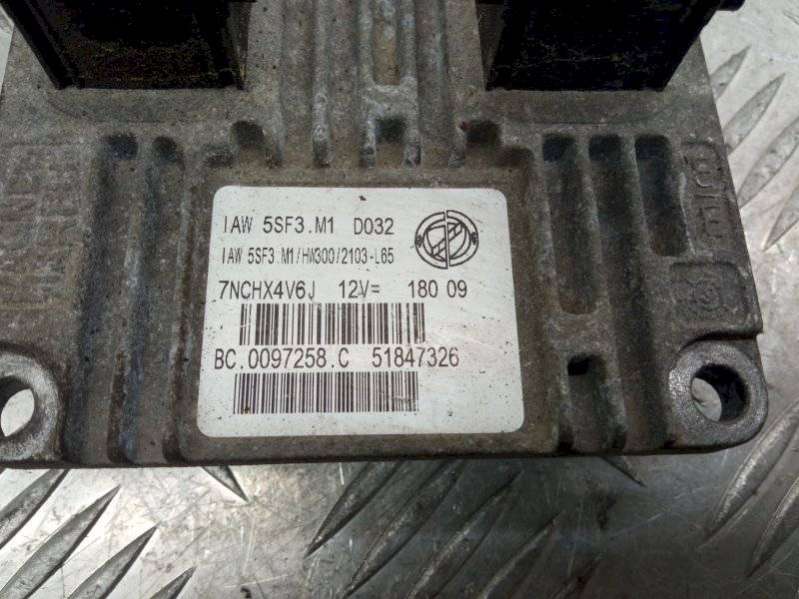 IAW 5SF3.M1 D032
IAW 5SF3.M1/HW300/2103-L65
7NCHX4V6J 12V= 180 09
BC.0097258.C 51847326